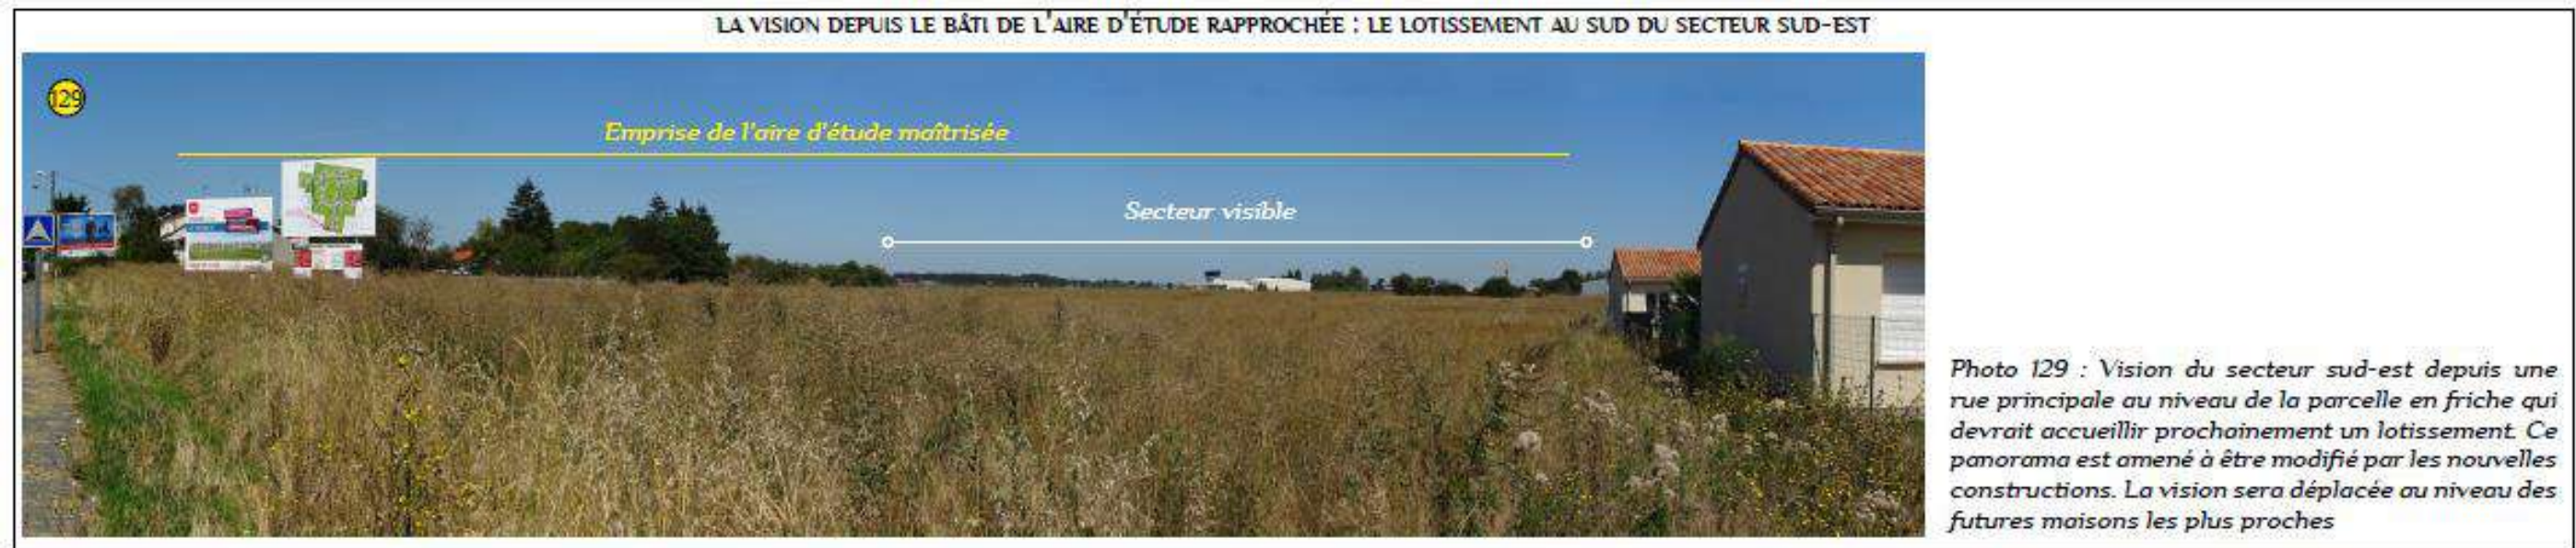 LA VISION DEPUIS LE BÂTI DE L'AIRE D'ÉTUDE RAPPROCHÉE : LE LOTISSEMENT AU SUD DU SECTEUR SUD-EST
129
Emprise de l'aire d'étude maîtrisée
Secteur visible
Photo 129 : Vision du secteur sud-est depuis une
rue principale au niveau de la parcelle en friche qui
devrait accueillir prochainement un lotissement. Ce
panorama est amené à être modifié par les nouvelles
constructions. La vision sera déplacée au niveau des
futures maisons les plus proches